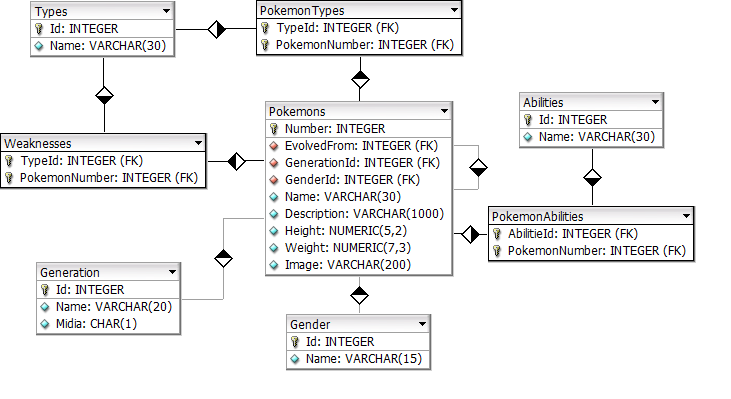 Types
Id: INTEGER
Name: VARCHAR(30)
PokemonTypes
TypeId: INTEGER (FK)
PokemonNumber: INTEGER (FK)
Pokemons
Number: INTEGER
EvolvedFrom: INTEGER (FK)
GenerationId: INTEGER (FK)
GenderId: INTEGER (FK)
Name: VARCHAR(30)
Description: VARCHAR(1000)
Height: NUMERIC(5,2)
Weight: NUMERIC(7,3)
Image: VARCHAR(200)
Abilities
Id: INTEGER
Name: VARCHAR(30)
Weaknesses
TypeId: INTEGER (FK)
PokemonNumber: INTEGER (FK)
PokemonAbilities
AbilitieId: INTEGER (FK)
PokemonNumber: INTEGER (FK)
Generation
Id: INTEGER
Name: VARCHAR(20)
Midia: CHAR(1)
Gender
Id: INTEGER
Name: VARCHAR(15)